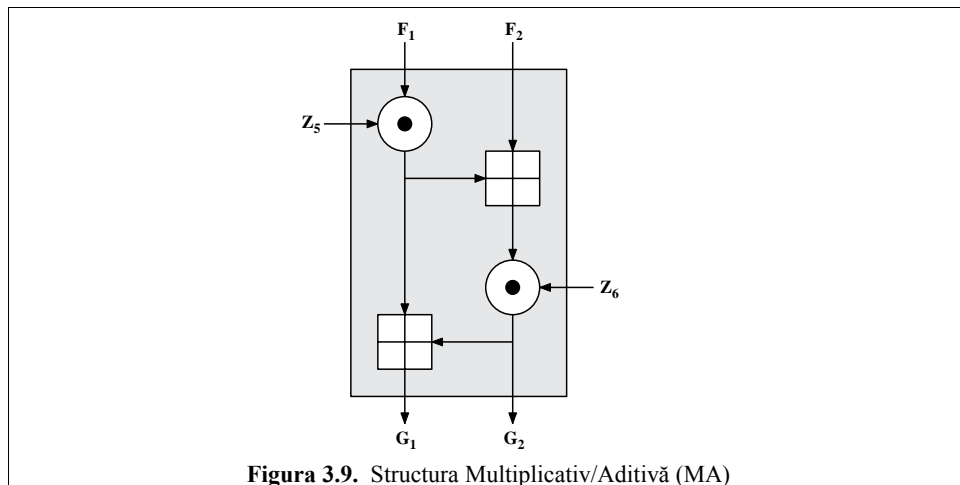 F₁ F₂
Z₅
Z₆
G₁ G₂
Figura 3.9. Structura Multiplicativ/Aditivă (MA)